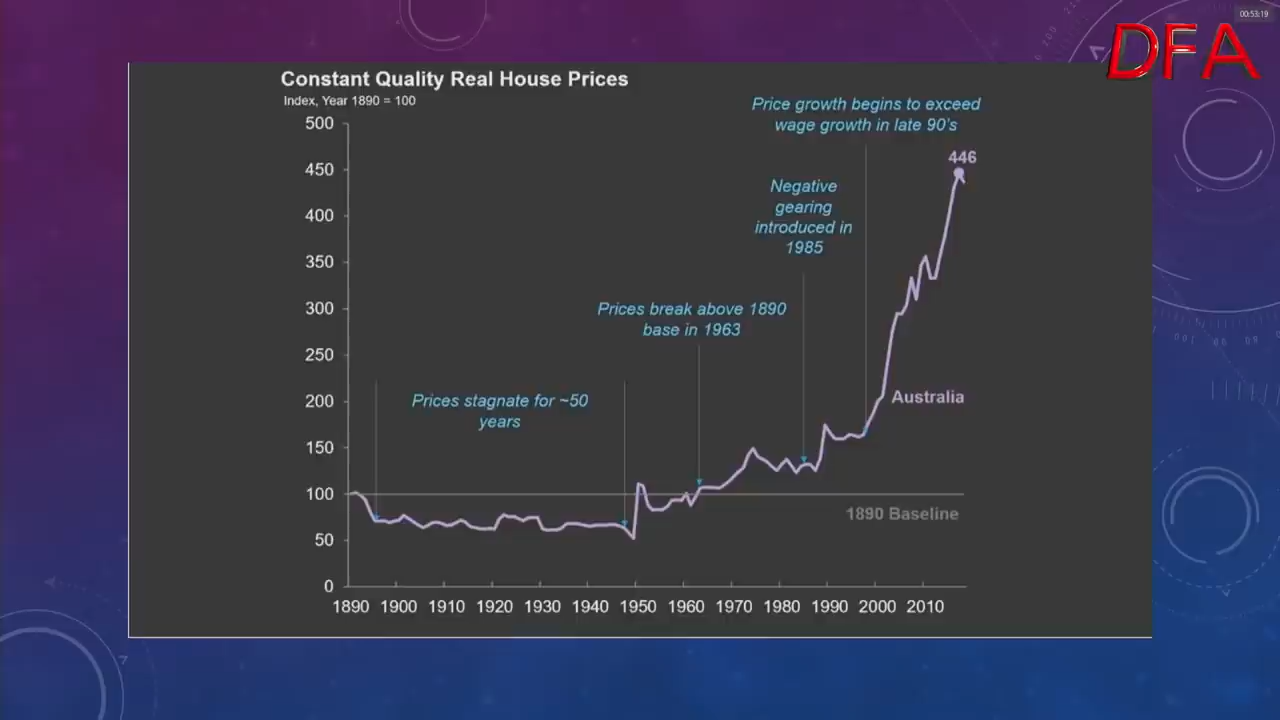 00:53:19
DFA
Constant Quality Real House Prices
Index, Year 1890 = 100
Price growth begins to exceed
wage growth in late 90's
500
450
400
350
300
250
200
150
100
50
0
446
Negative
gearing
introduced in
1985
Prices break above 1890
base in 1963
Prices stagnate for ~50
years
Australia
1890 Baseline
1890 1900 1910 1920 1930 1940 1950 1960 1970 1980 1990 2000 2010